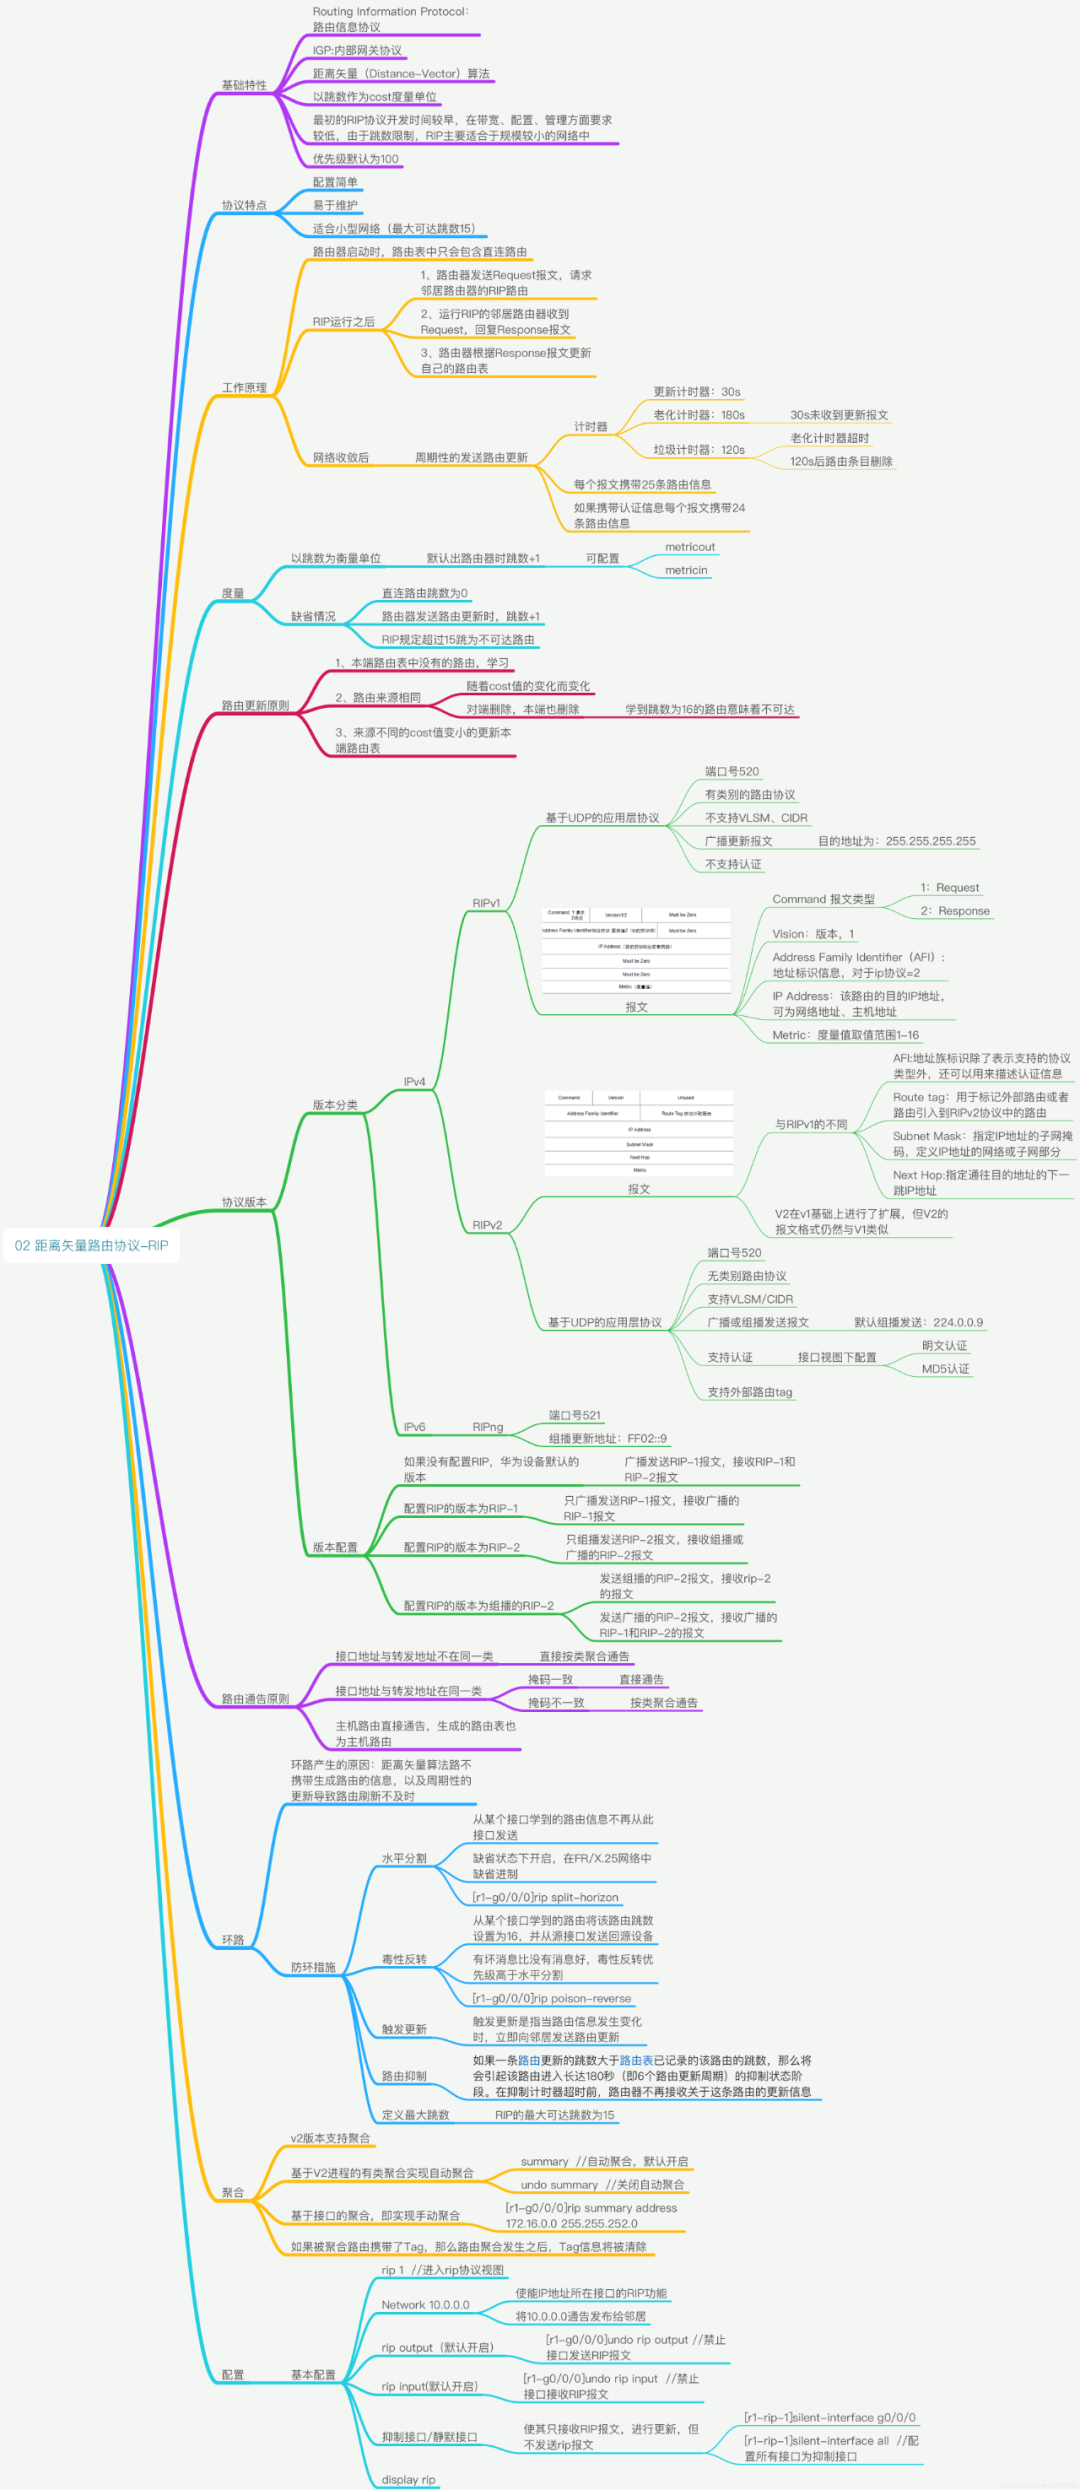 Routing Information Protocol:
路由信息协议
IGP:内部网关协议
距离矢量（Distance-Vector）算法
基础特性
以跳数作为cost度量单位
最初的RIP协议开发时间较早，在带宽、配置、管理方面要求
较低，由于跳数限制，RIP主要适合于规模较小的网络中
优先级默认为100
配置简单
协议特点
易于维护
适合小型网络（最大可达跳数15）
路由器启动时，路由表中只会包含直连路由
1、路由器发送Request报文，请求
邻居路由器的RIP路由
RIP运行之后
2、运行RIP的邻居路由器收到
Request，回复Response报文
3、路由器根据Response报文更新
自己的路由表
工作原理
更新计时器：30s
计时器
老化计时器：180s
30s未收到更新报文
垃圾计时器：120s
老化计时器超时
120s后路由条目删除
网络收敛后
周期性的发送路由更新
每个报文携带25条路由信息
如果携带认证信息每个报文携带24
条路由信息
以跳数为衡量单位
默认出路由器时跳数+1
可配置
metricout
metricin
度量
缺省情况
直连路由跳数为0
路由器发送路由更新时，跳数+1
RIP规定超过15跳为不可达路由
1、本端路由表中没有的路由，学习
路由更新原则
2、路由来源相同
随着cost值的变化而变化
对端删除，本端也删除
学到跳数为16的路由意味着不可达
3、来源不同的cost值变小的更新本
端路由表
端口号520
有类别的路由协议
基于UDP的应用层协议
不支持VLSM、CIDR
广播更新报文
目的地址为：255.255.255.255
不支持认证
RIPv1
Must be Zero
Must be Zero
Must be Zero
Must be Zero
报文
Command 报文类型
1：Request
2：Response
Vision：版本，1
Address Family Identifier（AFI）:
地址标识信息，对于ip协议=2
IP Address：该路由的目的IP地址，
可为网络地址、主机地址
Metric：度量值取值范围1-16
IPv4
版本分类
Command
Version
Unused
Address Family Identifier
IP Address
Subnet Mask
Next Hop
Metric
报文
与RIPv1的不同
AFI:地址族标识除了表示支持的协议
类型外，还可以用来描述认证信息
Route tag：用于标记外部路由或者
路由引入到RIPv2协议中的路由
Subnet Mask：指定IP地址的子网掩
码，定义IP地址的网络或子网部分
Next Hop:指定通往目的地址的下一
跳IP地址
V2在v1基础上进行了扩展，但V2的
报文格式仍然与V1类似
协议版本
RIPv2
02 距离矢量路由协议-RIP
端口号520
无类别路由协议
支持VLSM/CIDR
基于UDP的应用层协议
广播或组播发送报文
默认组播发送：224.0.0.9
支持认证
接口视图下配置
明文认证
MD5认证
支持外部路由tag
IPv6
RIPng
端口号521
组播更新地址：FF02::9
如果没有配置RIP，华为设备默认的
版本
广播发送RIP-1报文，接收RIP-1和
RIP-2报文
配置RIP的版本为RIP-1
只广播发送RIP-1报文，接收广播的
RIP-1报文
版本配置
配置RIP的版本为RIP-2
只组播发送RIP-2报文，接收组播或
广播的RIP-2报文
配置RIP的版本为组播的RIP-2
发送组播的RIP-2报文，接收rip-2
的报文
发送广播的RIP-2报文，接收广播的
RIP-1和RIP-2的报文
接口地址与转发地址不在同一类
直接按类聚合通告
路由通告原则
接口地址与转发地址在同一类
掩码一致
直接通告
掩码不一致
按类聚合通告
主机路由直接通告，生成的路由表也
为主机路由
环路产生的原因：距离矢量算法路不
携带生成路由的信息，以及周期性的
更新导致路由刷新不及时
水平分割
从某个接口学到的路由信息不再从此
接口发送
缺省状态下开启，在FR/X.25网络中
缺省进制
[r1-g0/0/0]rip split-horizon
环路
防环措施
毒性反转
从某个接口学到的路由将该路由跳数
设置为16，并从源接口发送回源设备
有坏消息比没有消息好，毒性反转优
先级高于水平分割
[r1-g0/0/0]rip poison-reverse
触发更新
触发更新是指当路由信息发生变化
时，立即向邻居发送路由更新
路由抑制
如果一条路由更新的跳数大于路由表已记录的该路由的跳数，那么将
会引起该路由进入长达180秒（即6个路由更新周期）的抑制状态阶
段。在抑制计时器超时前，路由器不再接收关于这条路由的更新信息
定义最大跳数
RIP的最大可达跳数为15
v2版本支持聚合
基于V2进程的有类聚合实现自动聚合
summary //自动聚合，默认开启
undo summary //关闭自动聚合
聚合
基于接口的聚合，即实现手动聚合
[r1-g0/0/0]rip summary address
172.16.0.0 255.255.252.0
如果被聚合路由携带了Tag，那么路由聚合发生之后，Tag信息将被清除
rip 1 //进入rip协议视图
Network 10.0.0.0
使能IP地址所在接口的RIP功能
将10.0.0.0通告发布给邻居
rip output（默认开启）
[r1-g0/0/0]undo rip output //禁止
接口发送RIP报文
配置
基本配置
rip input(默认开启）
[r1-g0/0/0]undo rip input //禁止
接口接收RIP报文
抑制接口/静默接口
使其只接收RIP报文，进行更新，但
不发送rip报文
[r1-rip-1]silent-interface g0/0/0
[r1-rip-1]silent-interface all //配
置所有接口为抑制接口
display rip